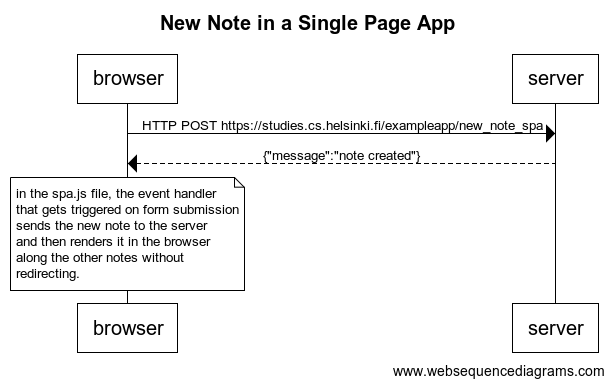 New Note in a Single Page App
browser
server
HTTP POST https://studies.cs.helsinki.fi/exampleapp/new_note_spa
{"message":"note created"}
in the spa.js file, the event handler
that gets triggered on form submission
sends the new note to the server
and then renders it in the browser
along the other notes without
redirecting.
browser
server
www.websequencediagrams.com